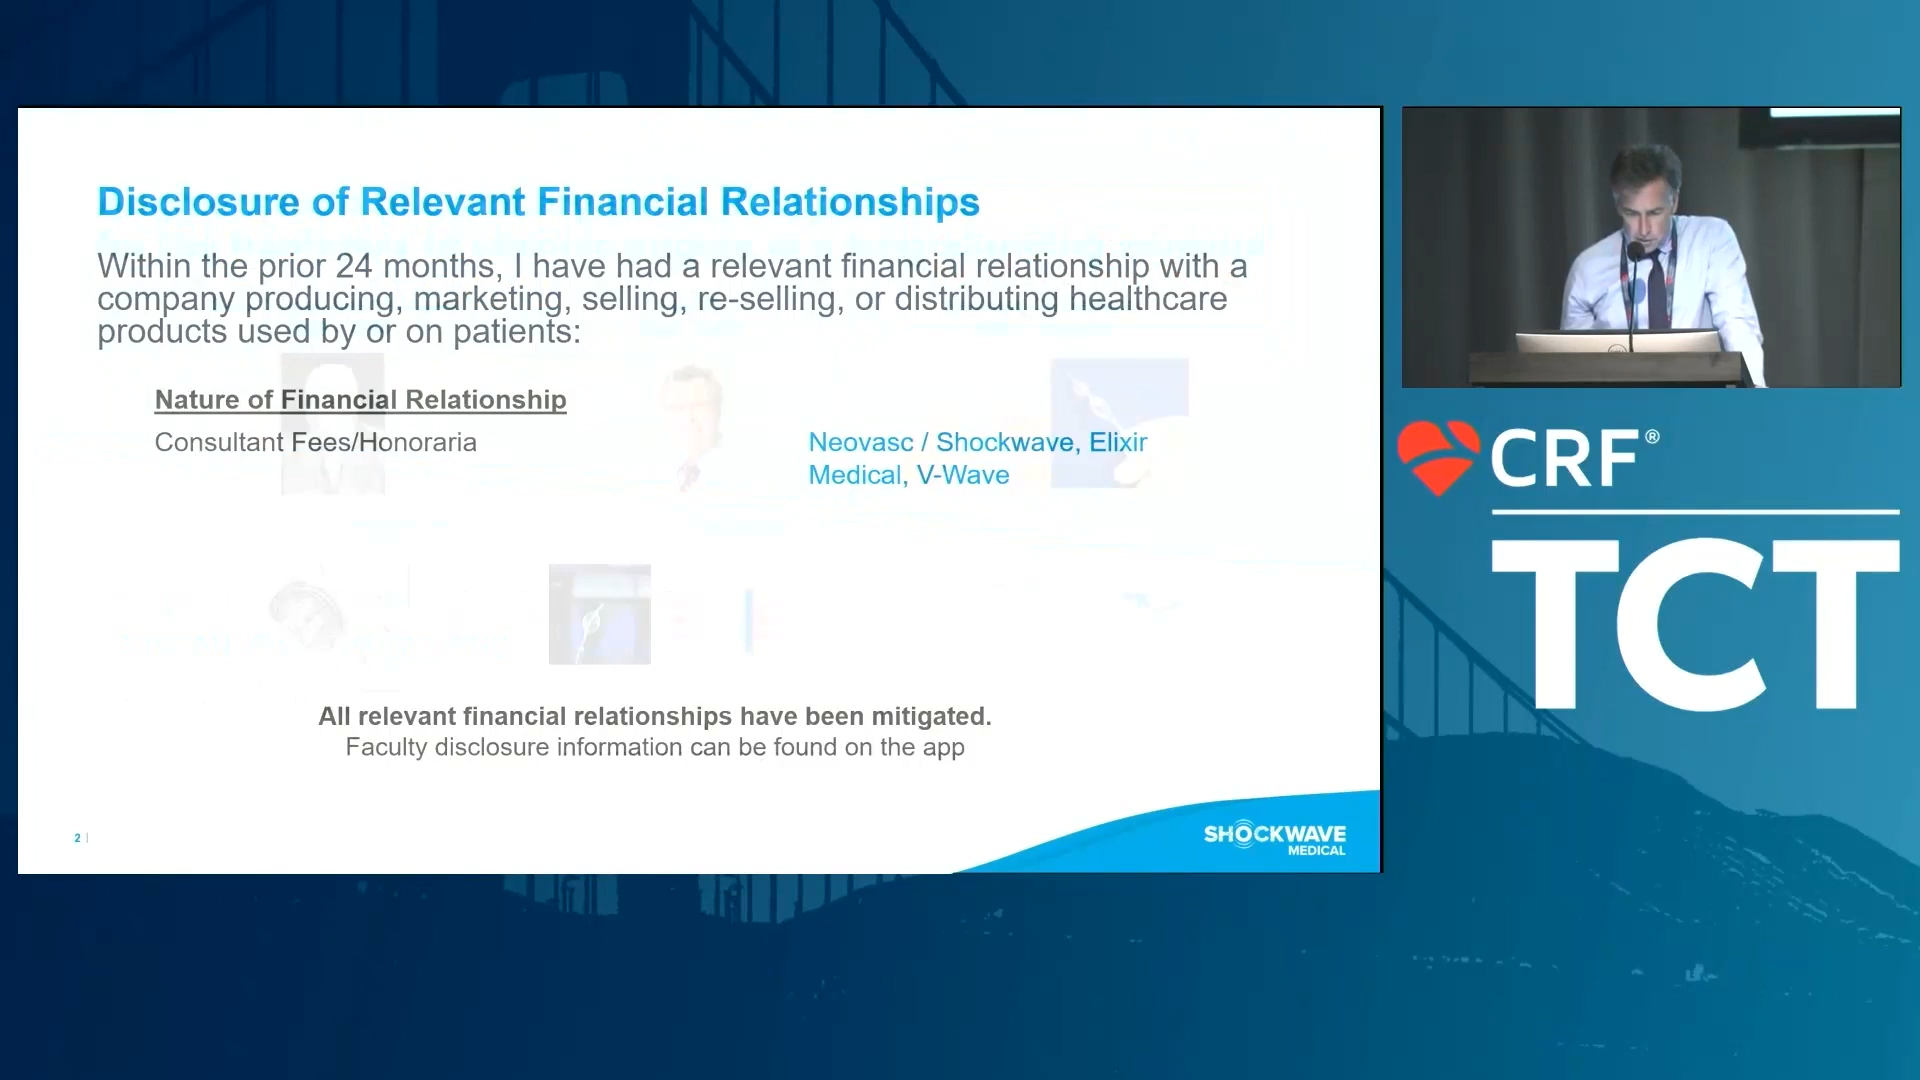 Disclosure of Relevant Financial Relationships
Within the prior 24 months, I have had a relevant financial relationship with a
company producing, marketing, selling, re-selling, or distributing healthcare
products used by or on patients:
Nature of Financial Relationship
Consultant Fees/Honoraria
Neovasc / Shockwave, Elixir
Medical, V-Wave
All relevant financial relationships have been mitigated.
Faculty disclosure information can be found on the app
2 |
SHOCKWAVE
MEDICAL
CRF®
TCT